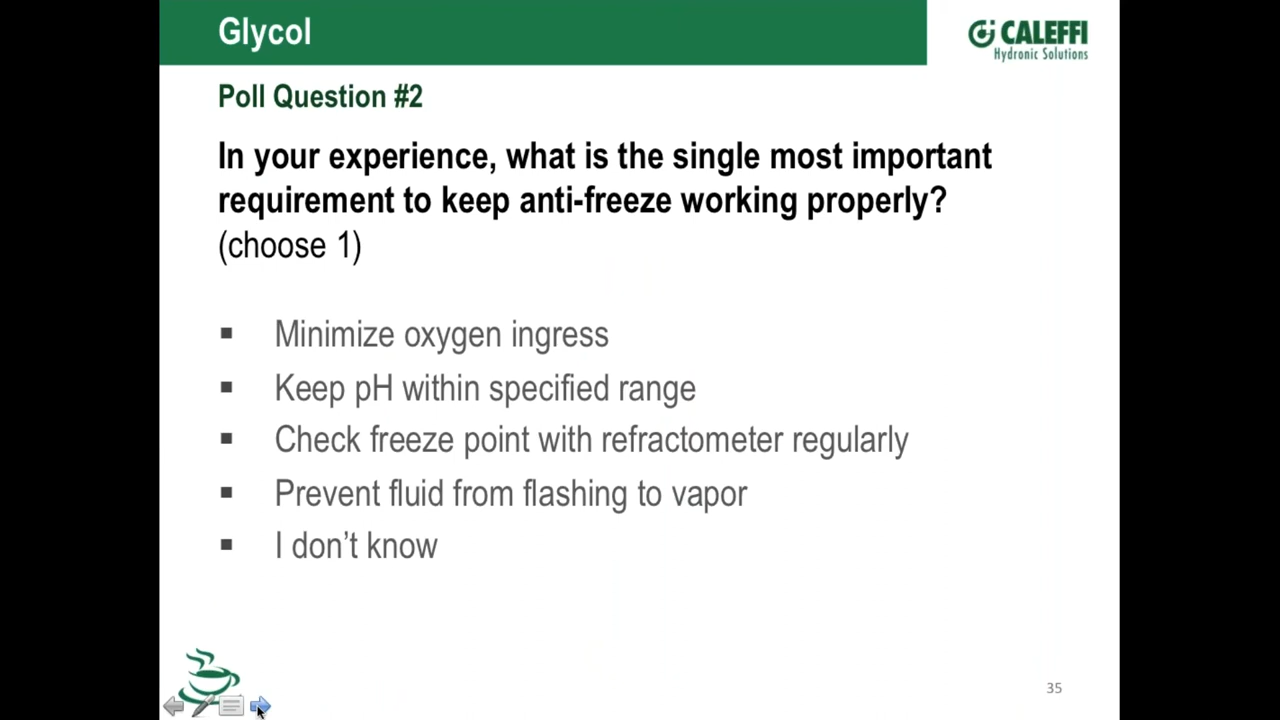 Glycol
CALEFFI
Hydronic Solutions
Poll Question #2
In your experience, what is the single most important
requirement to keep anti-freeze working properly?
(choose 1)
▪ Minimize oxygen ingress
▪ Keep pH within specified range
▪ Check freeze point with refractometer regularly
▪ Prevent fluid from flashing to vapor
▪ I don’t know
35